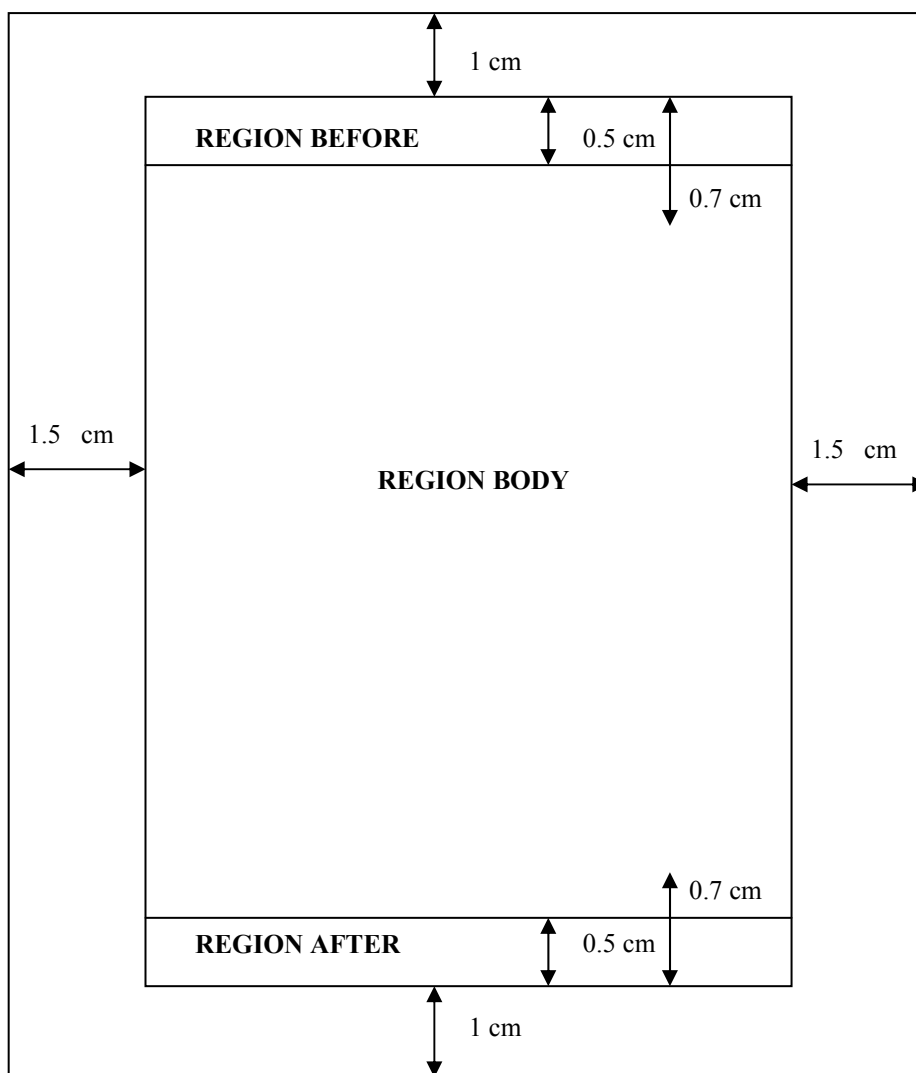 1 cm
REGION BEFORE
0.5 cm
0.7 cm
1.5 cm
REGION BODY
1.5 cm
0.7 cm
REGION AFTER
0.5 cm
1 cm